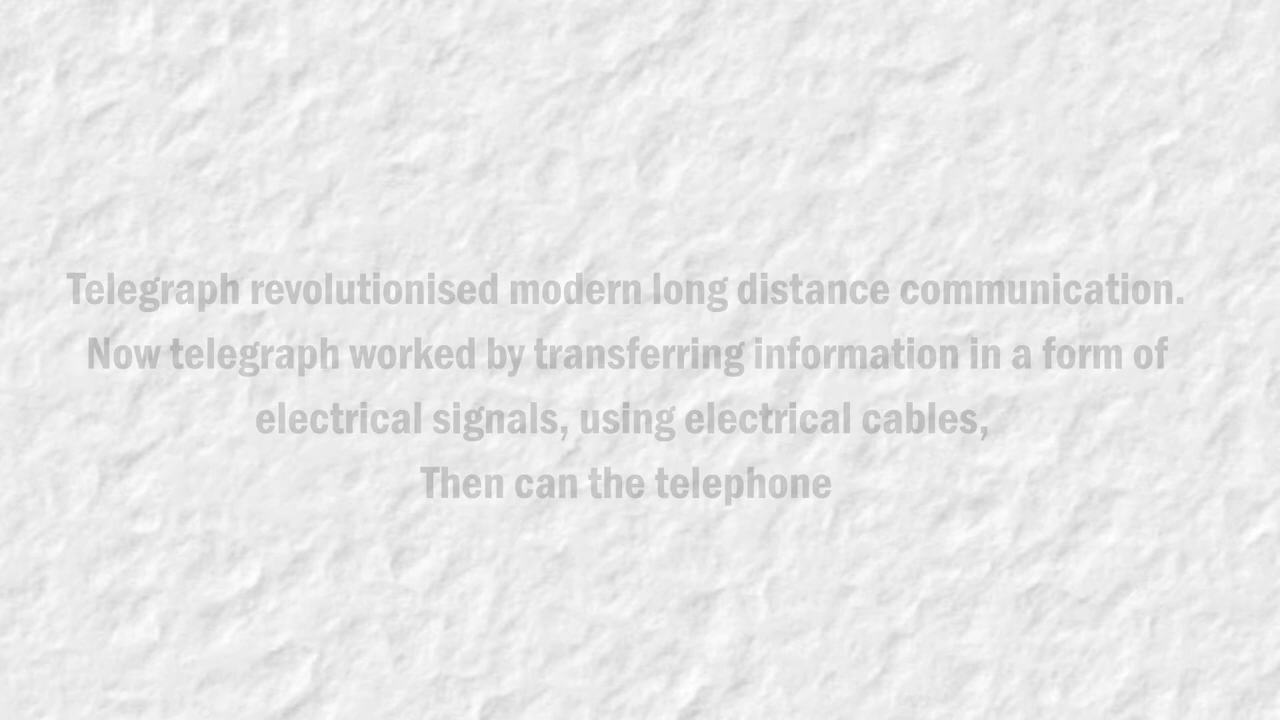 Telegraph revolutionised modern long distance communication.
Now telegraph worked by transferring information in a form of
electrical signals, using electrical cables,
Then can the telephone